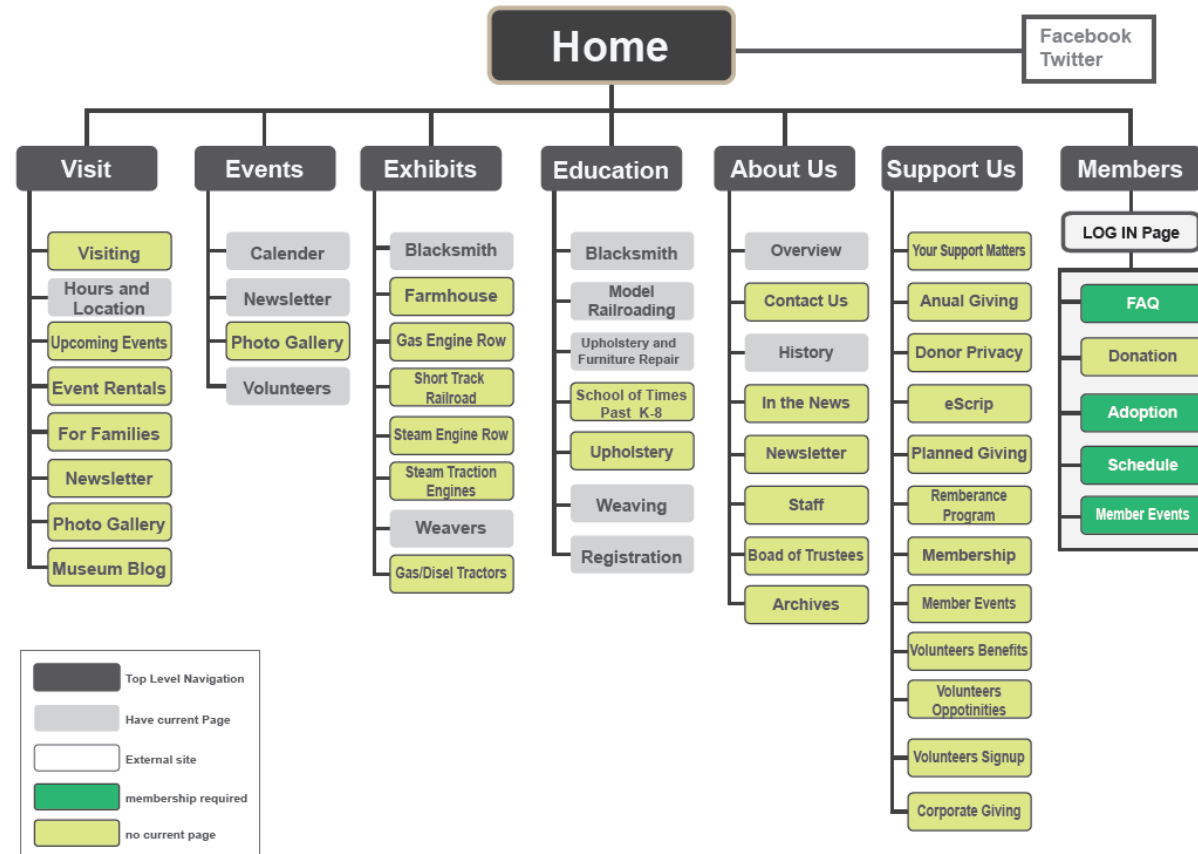 Home
Facebook
Twitter
Visit
Events
Exhibits
Education
About Us
Support Us
Members
Visiting
Hours and
Location
Upcoming Events
Event Rentals
For Families
Newsletter
Photo Gallery
Museum Blog
Calender
Newsletter
Photo Gallery
Volunteers
Blacksmith
Farmhouse
Gas Engine Row
Short Track
Railroad
Steam Engine Row
Steam Traction
Engines
Weavers
Gas/Disel Tractors
Blacksmith
Model
Railroading
Upholstery and
Furniture Repair
School of Times
Past K-8
Upholstery
Weaving
Registration
Overview
Contact Us
History
In the News
Newsletter
Staff
Boad of Trustees
Archives
Your Support Matters
Anual Giving
Donor Privacy
eScrip
Planned Giving
Remberance
Program
Membership
Member Events
Volunteers Benefits
Volunteers
Oppotinities
Volunteers Signup
Corporate Giving
LOG IN Page
FAQ
Donation
Adoption
Schedule
Member Events
Top Level Navigation
Have current Page
External site
membership required
no current page